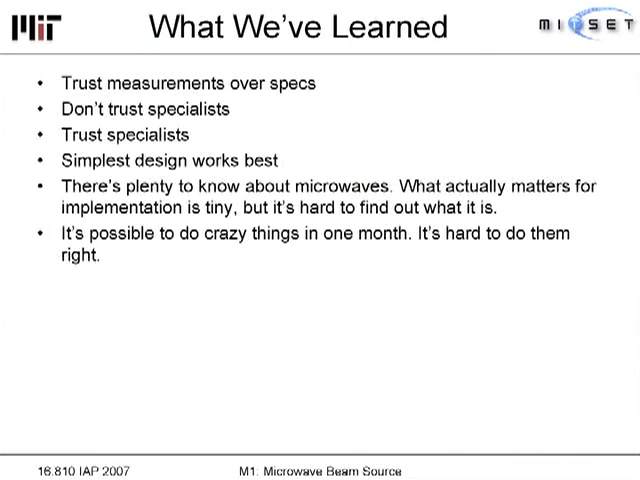 MIT
What We've Learned
MITSET
• Trust measurements over specs
• Don't trust specialists
• Trust specialists
• Simplest design works best
• There's plenty to know about microwaves. What actually matters for
implementation is tiny, but it's hard to find out what it is.
• It's possible to do crazy things in one month. It's hard to do them
right.
16.810 IAP 2007
M1: Microwave Beam Source